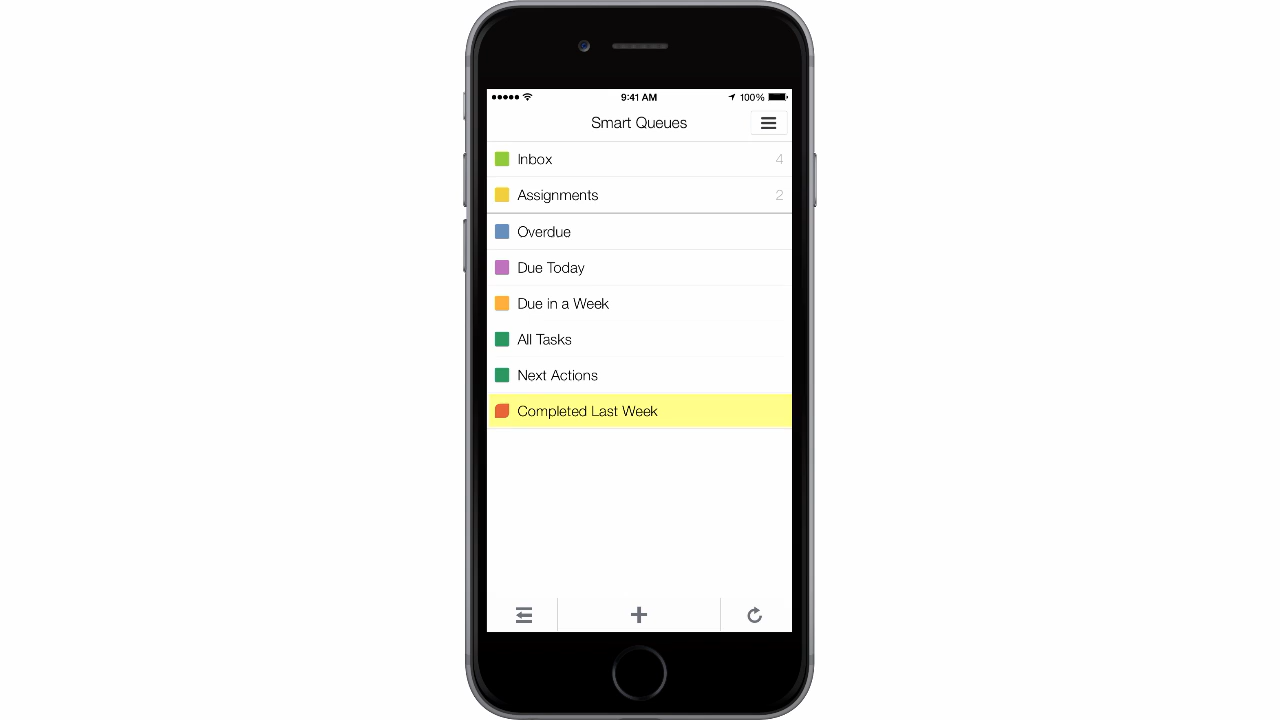 9:41 AM 100%
Smart Queues
Inbox 4
Assignments 2
Overdue
Due Today
Due in a Week
All Tasks
Next Actions
Completed Last Week